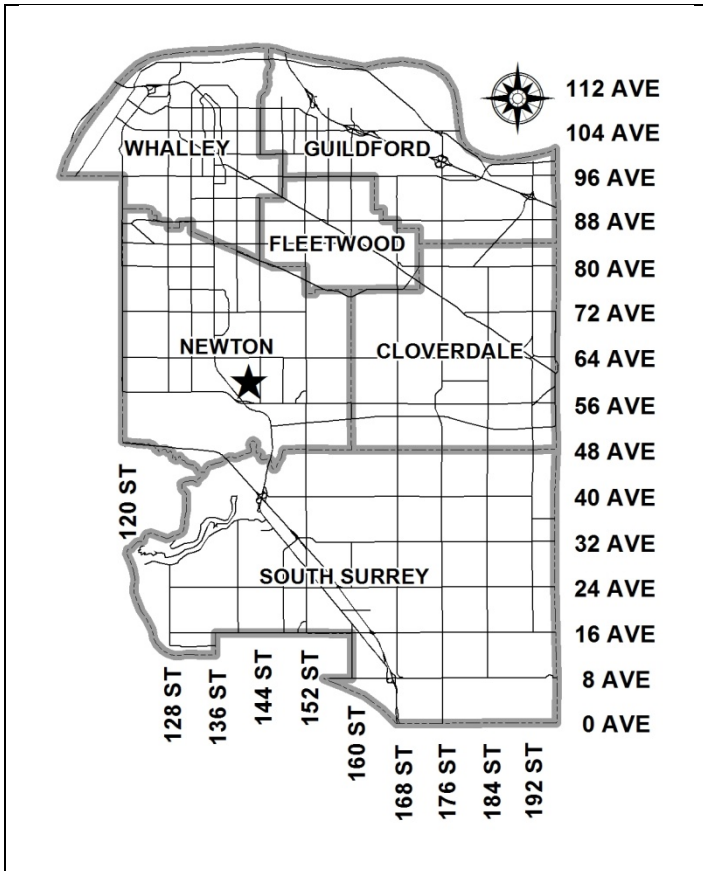 112 AVE
104 AVE
WHALLEY
GUILDFORD
96 AVE
88 AVE
FLEETWOOD
80 AVE
72 AVE
NEWTON
CLOVERDALE
64 AVE
56 AVE
48 AVE
120 ST
40 AVE
32 AVE
SOUTH SURREY
24 AVE
16 AVE
8 AVE
0 AVE
128 ST
136 ST
144 ST
152 ST
160 ST
168 ST
176 ST
184 ST
192 ST